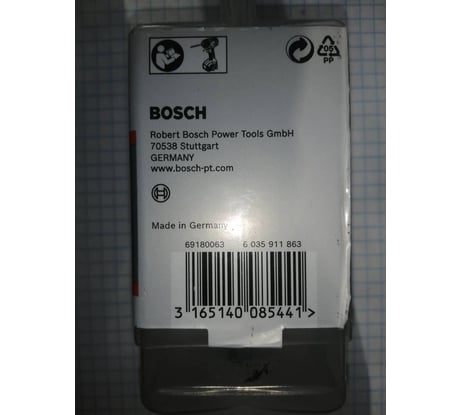 05
PP
BOSCH
Robert Bosch Power Tools GmbH
70538 Stuttgart
GERMANY
www.bosch-pt.com
Made in Germany
69180063 6 035 911 863
3 165140 085441 >